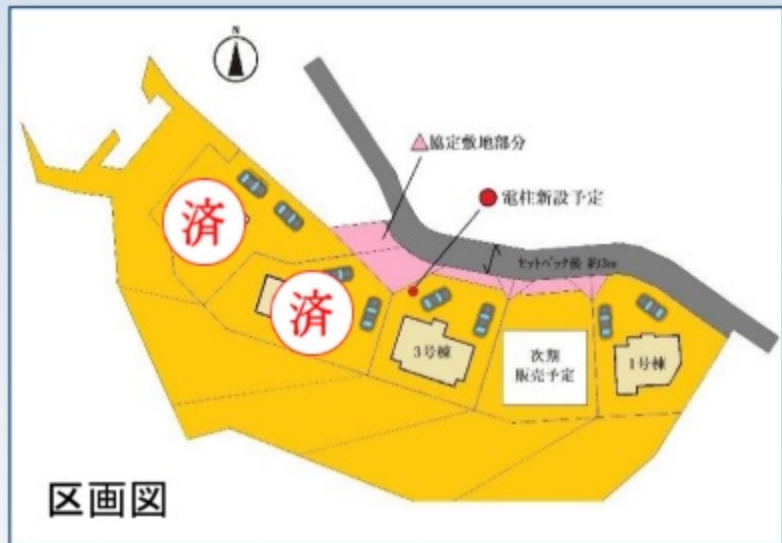 N
△協定敷地部分
●電柱新設予定
セットバック後 約3m
済
済
3号棟
次期
販売予定
1号棟
区画図